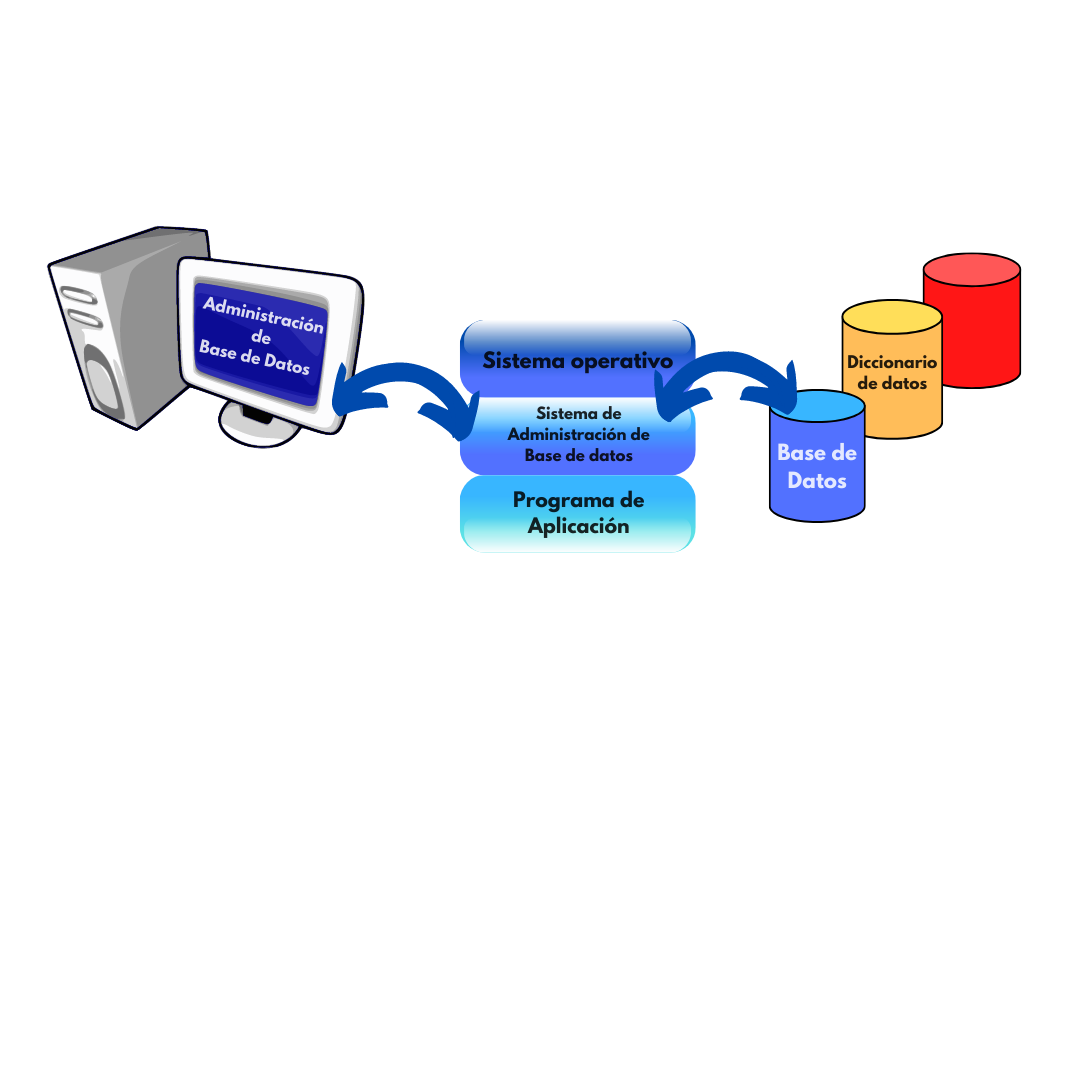 Administración
de
Base de Datos
Sistema operativo
Sistema de
Administración de
Base de datos
Programa de
Aplicación
Diccionario
de datos
Base de
Datos